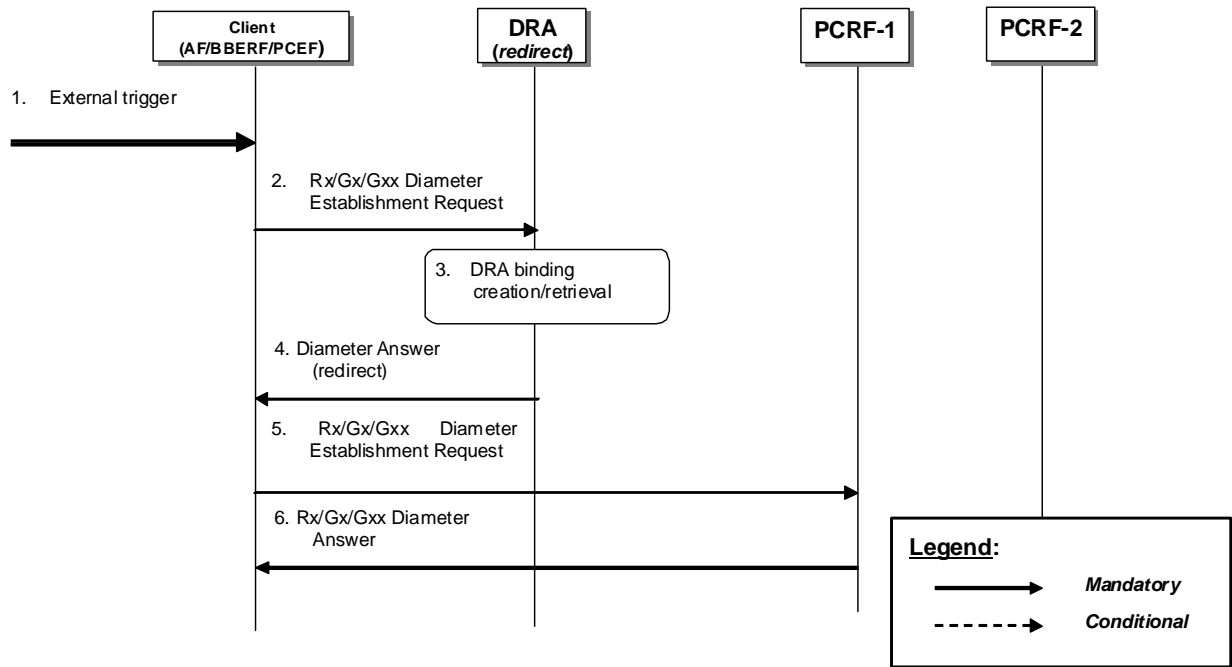 Client
(AF/BBERF/PCEF)
DRA
(redirect)
PCRF-1
PCRF-2
1. External trigger
2. Rx/Gx/Gxx Diameter
Establishment Request
3. DRA binding
creation/retrieval
4. Diameter Answer
(redirect)
5. Rx/Gx/Gxx Diameter
Establishment Request
6. Rx/Gx/Gxx Diameter
Answer
Legend:
Mandatory
Conditional